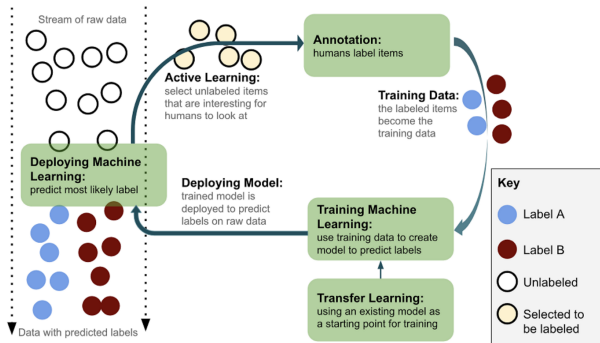 Stream of raw data
Active Learning:
select unlabeled items
that are interesting for
humans to look at
Annotation:
humans label items
Training Data:
the labeled items
become the
training data
Deploying Machine
Learning:
predict most likely label
Deploying Model:
trained model is
deployed to predict
labels on raw data
Training Machine
Learning:
use training data to create
model to predict labels
Transfer Learning:
using an existing model as
a starting point for training
Data with predicted labels
Key
Label A
Label B
Unlabeled
Selected to
be labeled